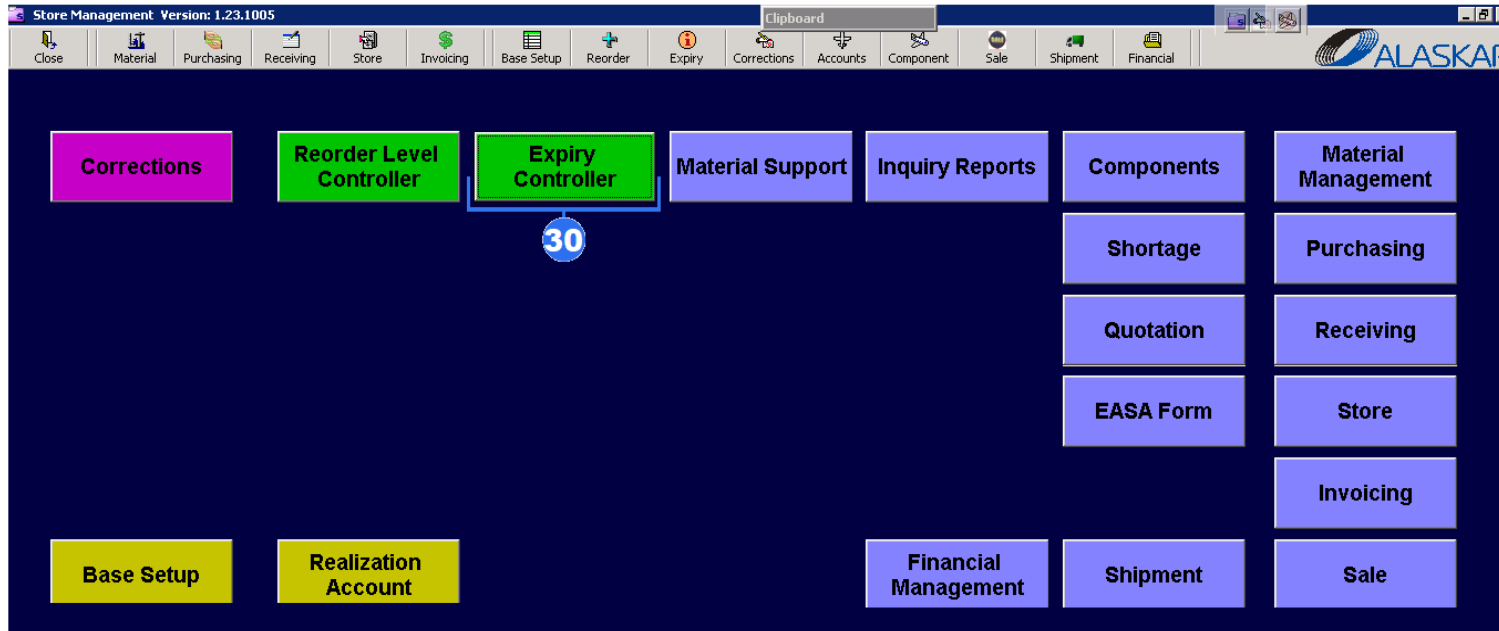 Store Management Version: 1.23.1005
Clipboard
Close Material Purchasing Receiving Store Invoicing Base Setup Reorder Expiry Corrections Accounts Component Sale Shipment Financial
Corrections
Reorder Level
Controller
Expiry
Controller
Material Support
Inquiry Reports
Components
Material
Management
30
Shortage
Purchasing
Quotation
Receiving
EASA Form
Store
Invoicing
Base Setup
Realization
Account
Financial
Management
Shipment
Sale